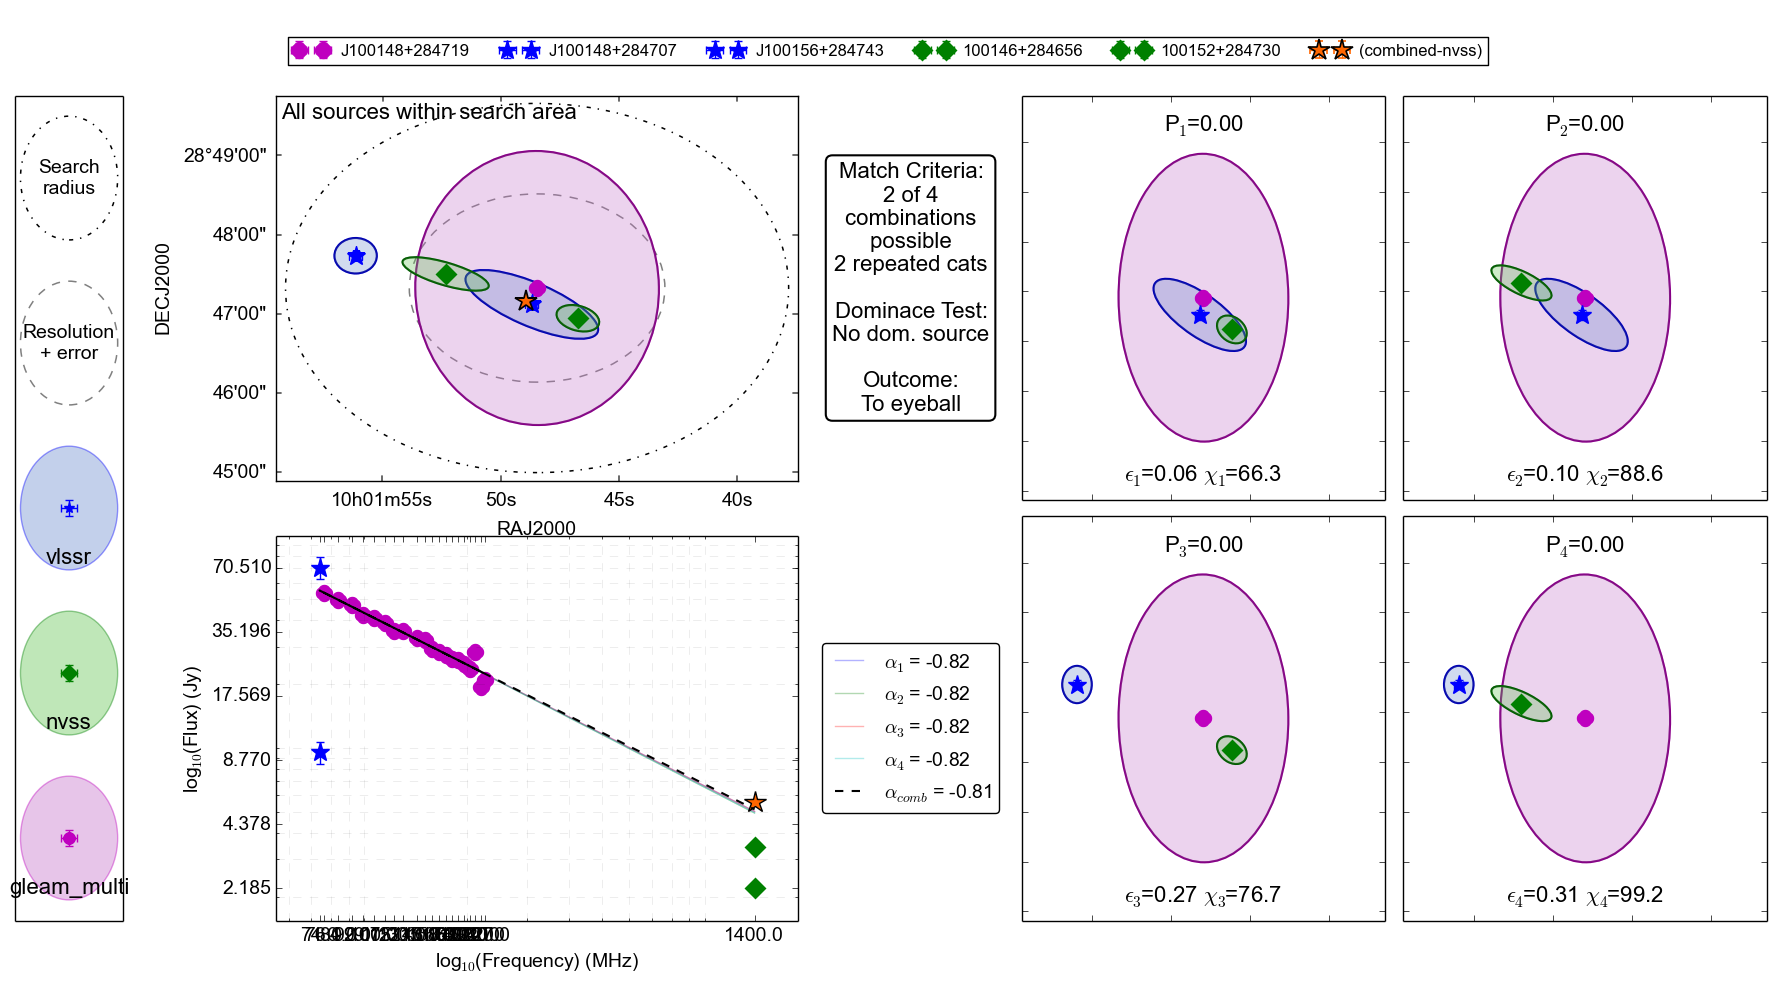 J100148+284719 J100148+284707 J100156+284743 100146+284656 100152+284730 (combined-nvss)
Search
radius
Resolution
+ error
vlssr
nvss
gleam_multi
All sources within search area
DECJ2000
28°49'00"
48'00"
47'00"
46'00"
45'00"
10h01m55s 50s 45s 40s
RAJ2000
Match Criteria:
2 of 4
combinations
possible
2 repeated cats
Dominace Test:
No dom. source
Outcome:
To eyeball
P1=0.00
ϵ1=0.06 χ1=66.3
P2=0.00
ϵ2=0.10 χ2=88.6
log10(Flux) (Jy)
70.510
35.196
17.569
8.770
4.378
2.185
1400.0
log10(Frequency) (MHz)
α1 = -0.82
α2 = -0.82
α3 = -0.82
α4 = -0.82
αcomb = -0.81
P3=0.00
ϵ3=0.27 χ3=76.7
P4=0.00
ϵ4=0.31 χ4=99.2